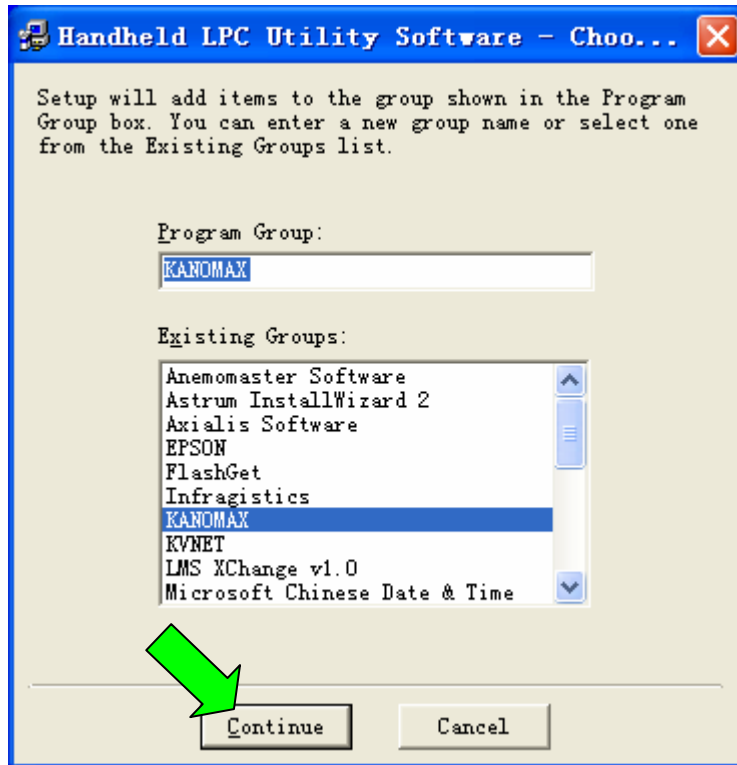 Handheld LPC Utility Software - Choo...
Setup will add items to the group shown in the Program
Group box. You can enter a new group name or select one
from the Existing Groups list.
Program Group:
KANOMAX
Existing Groups:
Anemomaster Software
Astrum InstallWizard 2
Axialis Software
EPSON
FlashGet
Infragistics
KANOMAX
KVNET
LMS XChange v1.0
Microsoft Chinese Date & Time
Continue Cancel